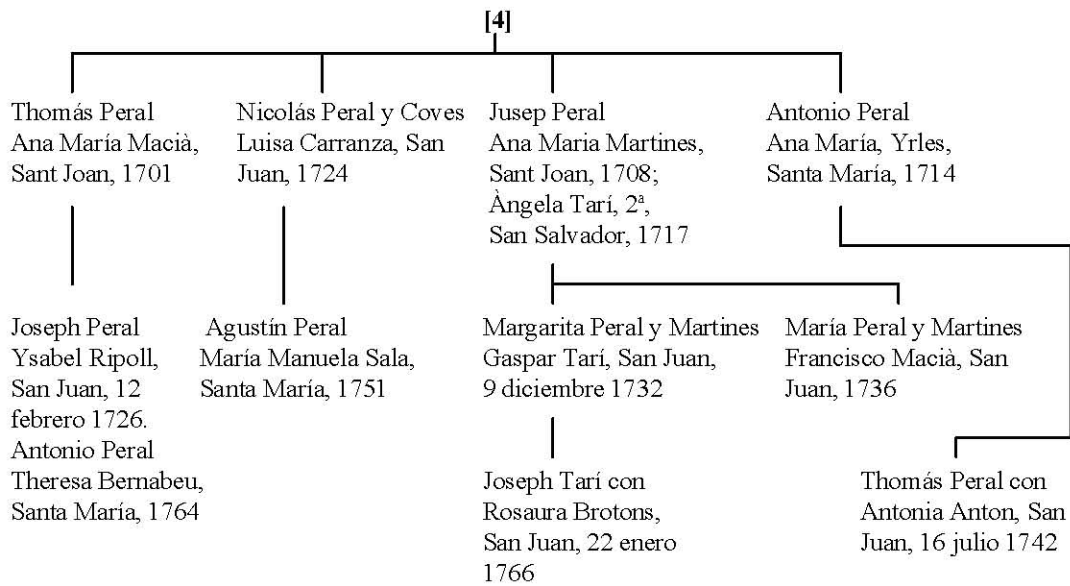 [4]
Thomás Peral
Ana María Macià,
Sant Joan, 1701
Nicolás Peral y Coves
Luisa Carranza, San
Juan, 1724
Jusep Peral
Ana Maria Martines,
Sant Joan, 1708;
Àngela Tarí, 2ª,
San Salvador, 1717
Antonio Peral
Ana María, Yrles,
Santa María, 1714
Joseph Peral
Ysabel Ripoll,
San Juan, 12
febrero 1726.
Antonio Peral
Theresa Bernabeu,
Santa María, 1764
Agustín Peral
María Manuela Sala,
Santa María, 1751
Margarita Peral y Martines
Gaspar Tarí, San Juan,
9 diciembre 1732
María Peral y Martines
Francisco Macià, San
Juan, 1736
Joseph Tarí con
Rosaura Brotons,
San Juan, 22 enero
1766
Thomás Peral con
Antonia Anton, San
Juan, 16 julio 1742